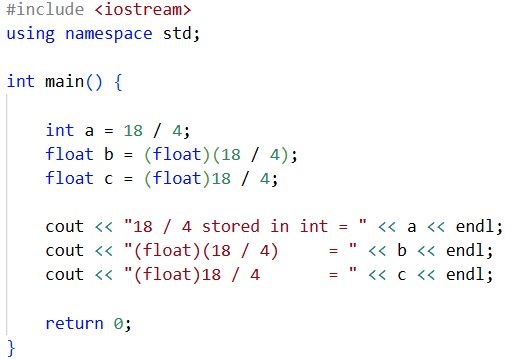 #include <iostream>
using namespace std;
int main() {
int a = 18 / 4;
float b = (float)(18 / 4);
float c = (float)18 / 4;
cout << "18 / 4 stored in int = " << a << endl;
cout << "(float)(18 / 4)     = " << b << endl;
cout << "(float)18 / 4       = " << c << endl;
return 0;
}